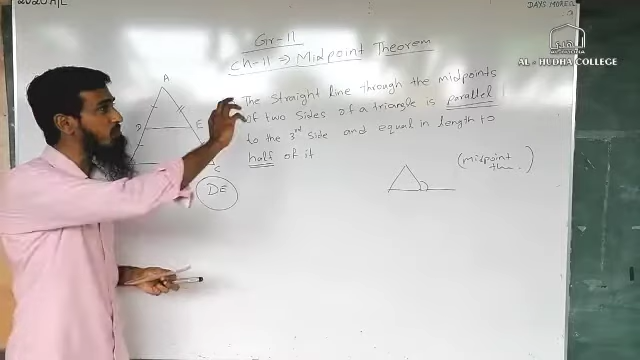 2020 A/L
DAYS MORE
Gr-11
Ch-11 ⇒ Midpoint Theorem
AL - HUDHA COLLEGE
The straight line through the midpoints
of two sides of a triangle is parallel
to the 3rd side and equal in length to
half of it
A
D
E
C
DE
(midpoint
thm.)